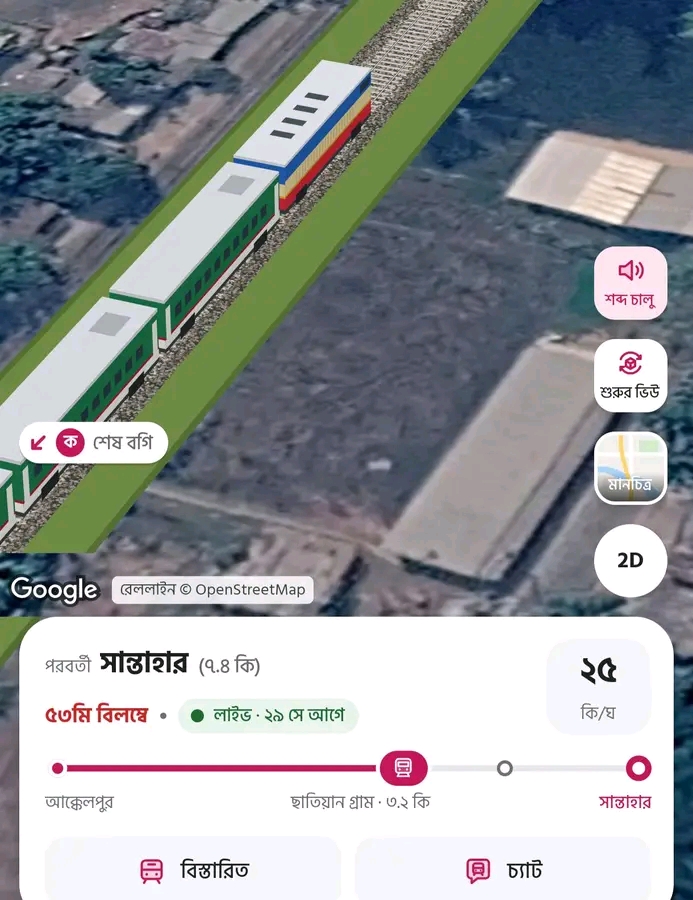 শব্দ চালু
শুরুর ভিউ
ক শেষ বগি
মানচিত্র
2D
Google রেললাইন © OpenStreetMap
পরবর্তী সান্তাহার (৭.৪ কি)
২৫
কি/ঘ
৫৩মি বিলম্বে • লাইভ · ২৯ সে আগে
আক্কেলপুর ছাতিয়ান গ্রাম · ৩.২ কি সান্তাহার
বিস্তারিত চ্যাট